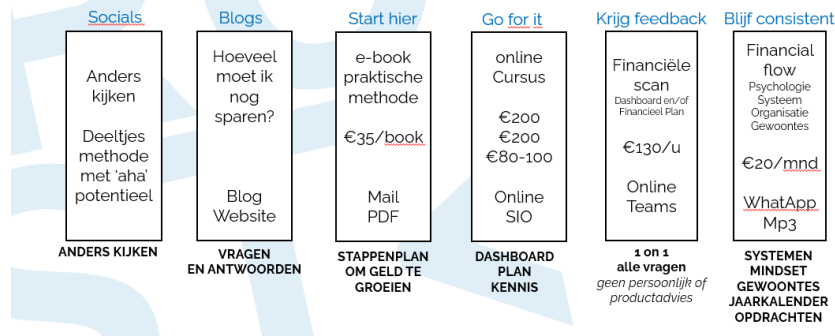 Socials
Anders
kijken
Deeltjes
methode
met ‘aha’
potentieel
ANDERS KIJKEN
Blogs
Hoeveel
moet ik
nog
sparen?
Blog
Website
VRAGEN
EN ANTWOORDEN
Start hier
e-book
praktische
methode
€35/book
Mail
PDF
STAPPENPLAN
OM GELD TE
GROEIEN
Go for it
online
Cursus
€200
€200
€80-100
Online
SIO
DASHBOARD
PLAN
KENNIS
Krijg feedback
Financiële
scan
Dashboard en/of
Financieel Plan
€130/u
Online
Teams
1 on 1
alle vragen
geen persoonlijk of
productadvies
Blijf consistent
Financial
flow
Psychologie
Systeem
Organisatie
Gewoontes
€20/mnd
WhatApp
Mp3
SYSTEMEN
MINDSET
GEWOONTES
JAARKALENDER
OPDRACHTEN